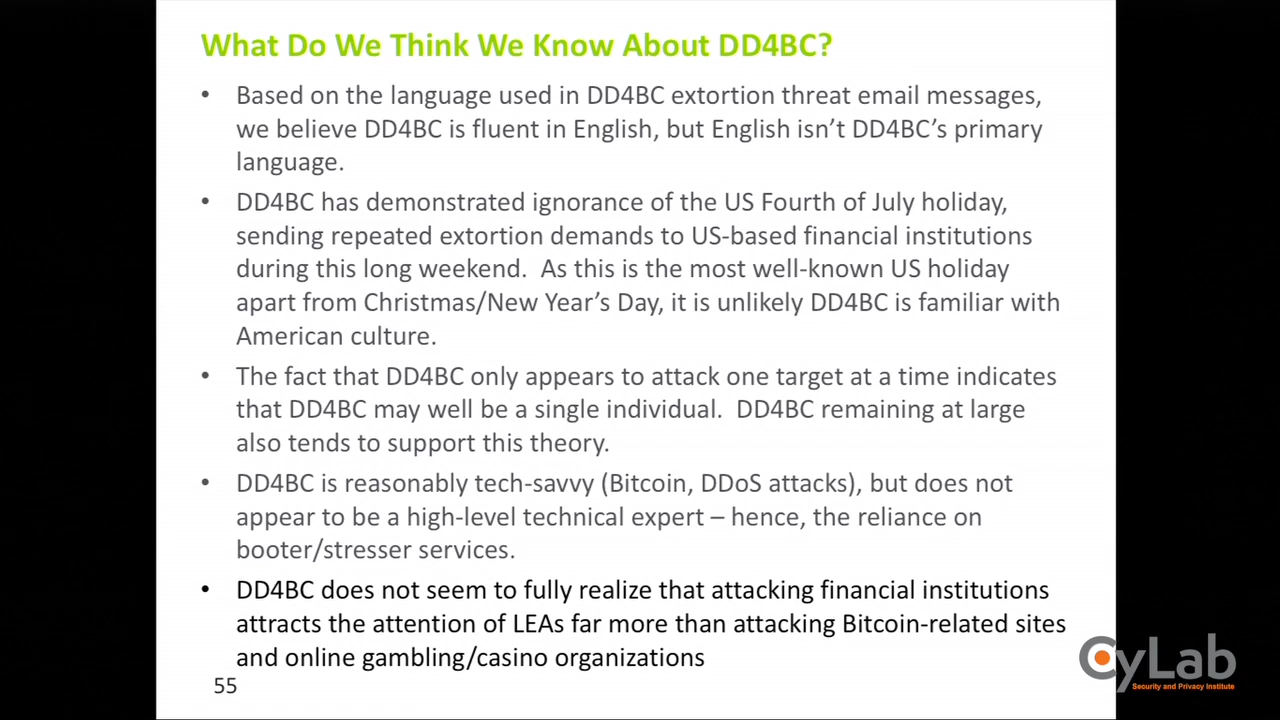 What Do We Think We Know About DD4BC?
• Based on the language used in DD4BC extortion threat email messages,
we believe DD4BC is fluent in English, but English isn’t DD4BC’s primary
language.
• DD4BC has demonstrated ignorance of the US Fourth of July holiday,
sending repeated extortion demands to US-based financial institutions
during this long weekend.  As this is the most well-known US holiday
apart from Christmas/New Year’s Day, it is unlikely DD4BC is familiar with
American culture.
• The fact that DD4BC only appears to attack one target at a time indicates
that DD4BC may well be a single individual.  DD4BC remaining at large
also tends to support this theory.
• DD4BC is reasonably tech-savvy (Bitcoin, DDoS attacks), but does not
appear to be a high-level technical expert – hence, the reliance on
booter/stresser services.
• DD4BC does not seem to fully realize that attacking financial institutions
attracts the attention of LEAs far more than attacking Bitcoin-related sites
and online gambling/casino organizations
55
CyLab
Security and Privacy Institute